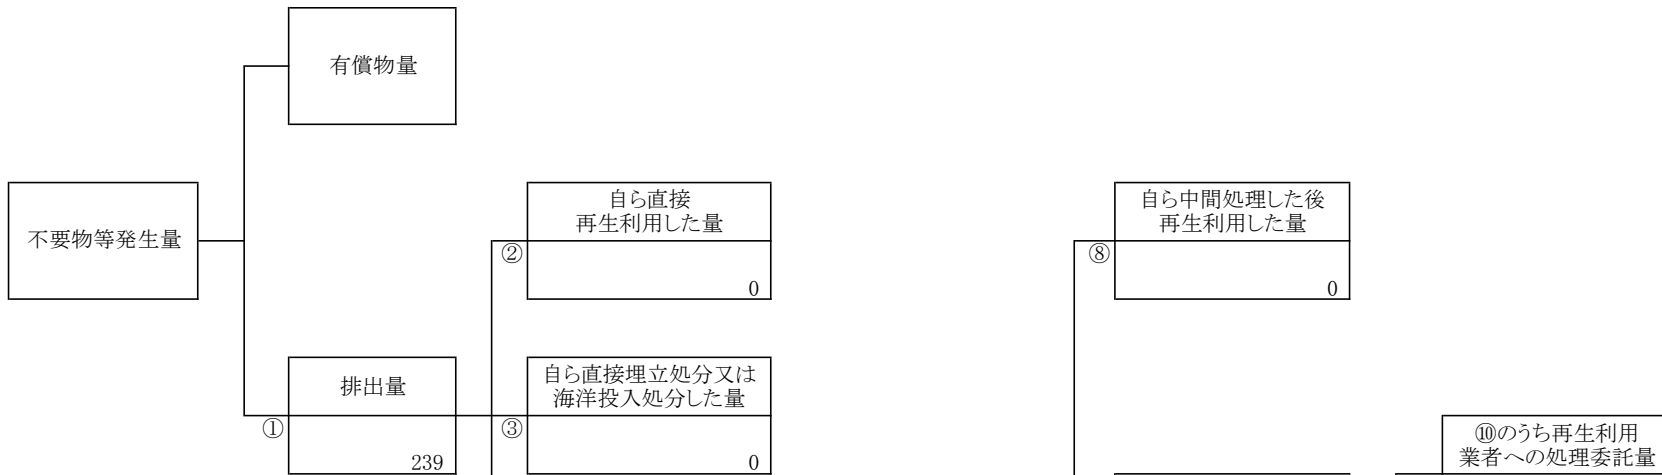 有償物量
不要物等発生量
自ら直接
再生利用した量
②
0
自ら中間処理した後
再生利用した量
⑧
0
排出量
①
239
自ら直接埋立処分又は
海洋投入処分した量
③
0
⑩のうち再生利用
業者への処理委託量